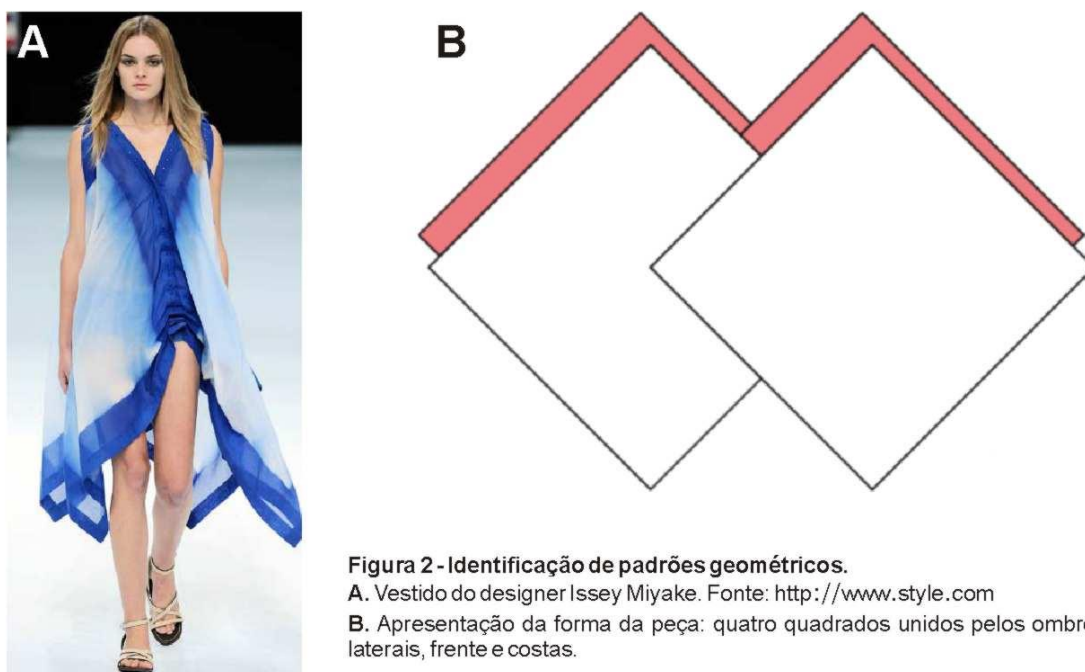 A
B
Figura 2 - Identificação de padrões geométricos.
A. Vestido do designer Issey Miyake. Fonte: http://www.style.com
B. Apresentação da forma da peça: quatro quadrados unidos pelos ombr
laterais, frente e costas.